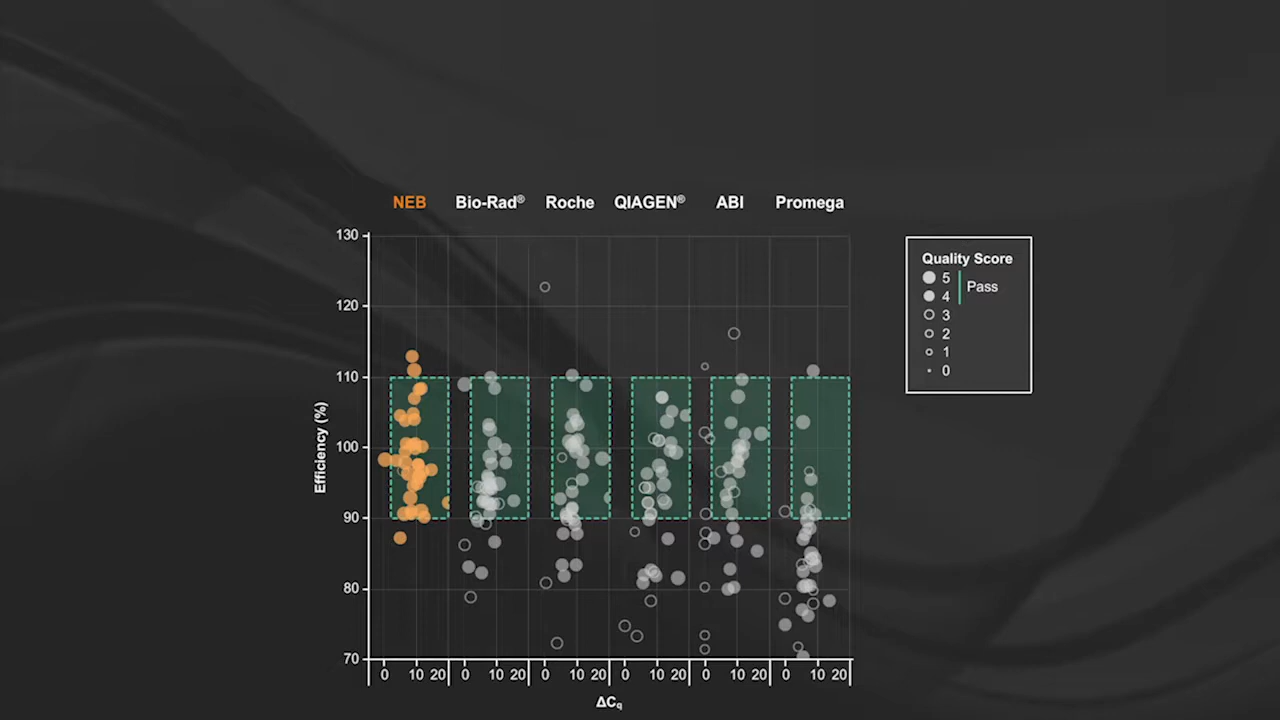 NEB Bio-Rad® Roche QIAGEN® ABI Promega
130
120
110
100
90
80
70
Efficiency (%)
0 10 20 0 10 20 0 10 20 0 10 20 0 10 20 0 10 20
ΔCq
Quality Score
5
4
Pass
3
2
1
0